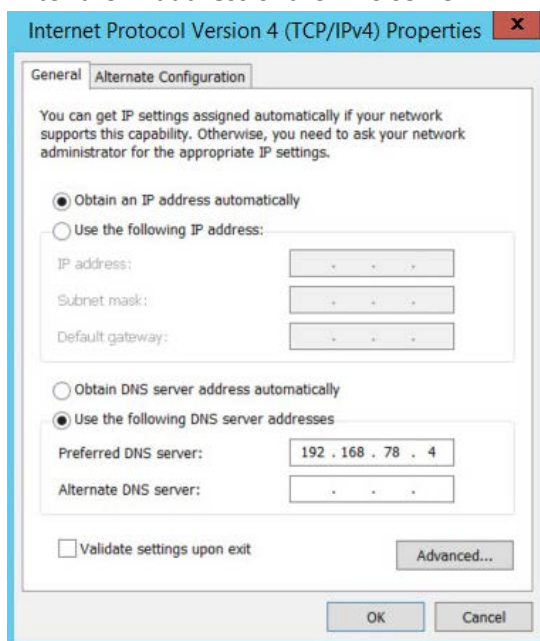 Internet Protocol Version 4 (TCP/IPv4) Properties
x
General
Alternate Configuration
You can get IP settings assigned automatically if your network
supports this capability. Otherwise, you need to ask your network
administrator for the appropriate IP settings.
Obtain an IP address automatically
Use the following IP address:
IP address:
. . .
Subnet mask:
. . .
Default gateway:
. . .
Obtain DNS server address automatically
Use the following DNS server addresses
Preferred DNS server:
192 . 168 . 78 . 4
Alternate DNS server:
. . .
Validate settings upon exit
Advanced...
OK
Cancel